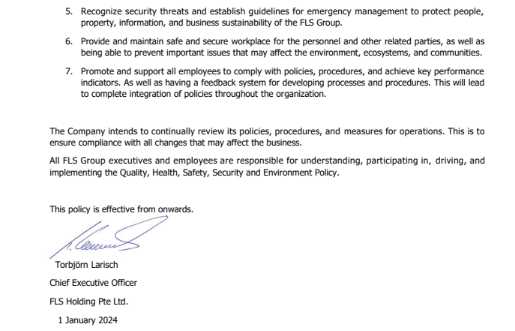 5. Recognize security threats and establish guidelines for emergency management to protect people,
property, information, and business sustainability of the FLS Group.
6. Provide and maintain safe and secure workplace for the personnel and other related parties, as well as
being able to prevent important issues that may affect the environment, ecosystems, and communities.
7. Promote and support all employees to comply with policies, procedures, and achieve key performance
indicators. As well as having a feedback system for developing processes and procedures. This will lead
to complete integration of policies throughout the organization.
The Company intends to continually review its policies, procedures, and measures for operations. This is to
ensure compliance with all changes that may affect the business.
All FLS Group executives and employees are responsible for understanding, participating in, driving, and
implementing the Quality, Health, Safety, Security and Environment Policy.
This policy is effective from onwards.
Torbjörn Larisch
Chief Executive Officer
FLS Holding Pte Ltd.
1 January 2024